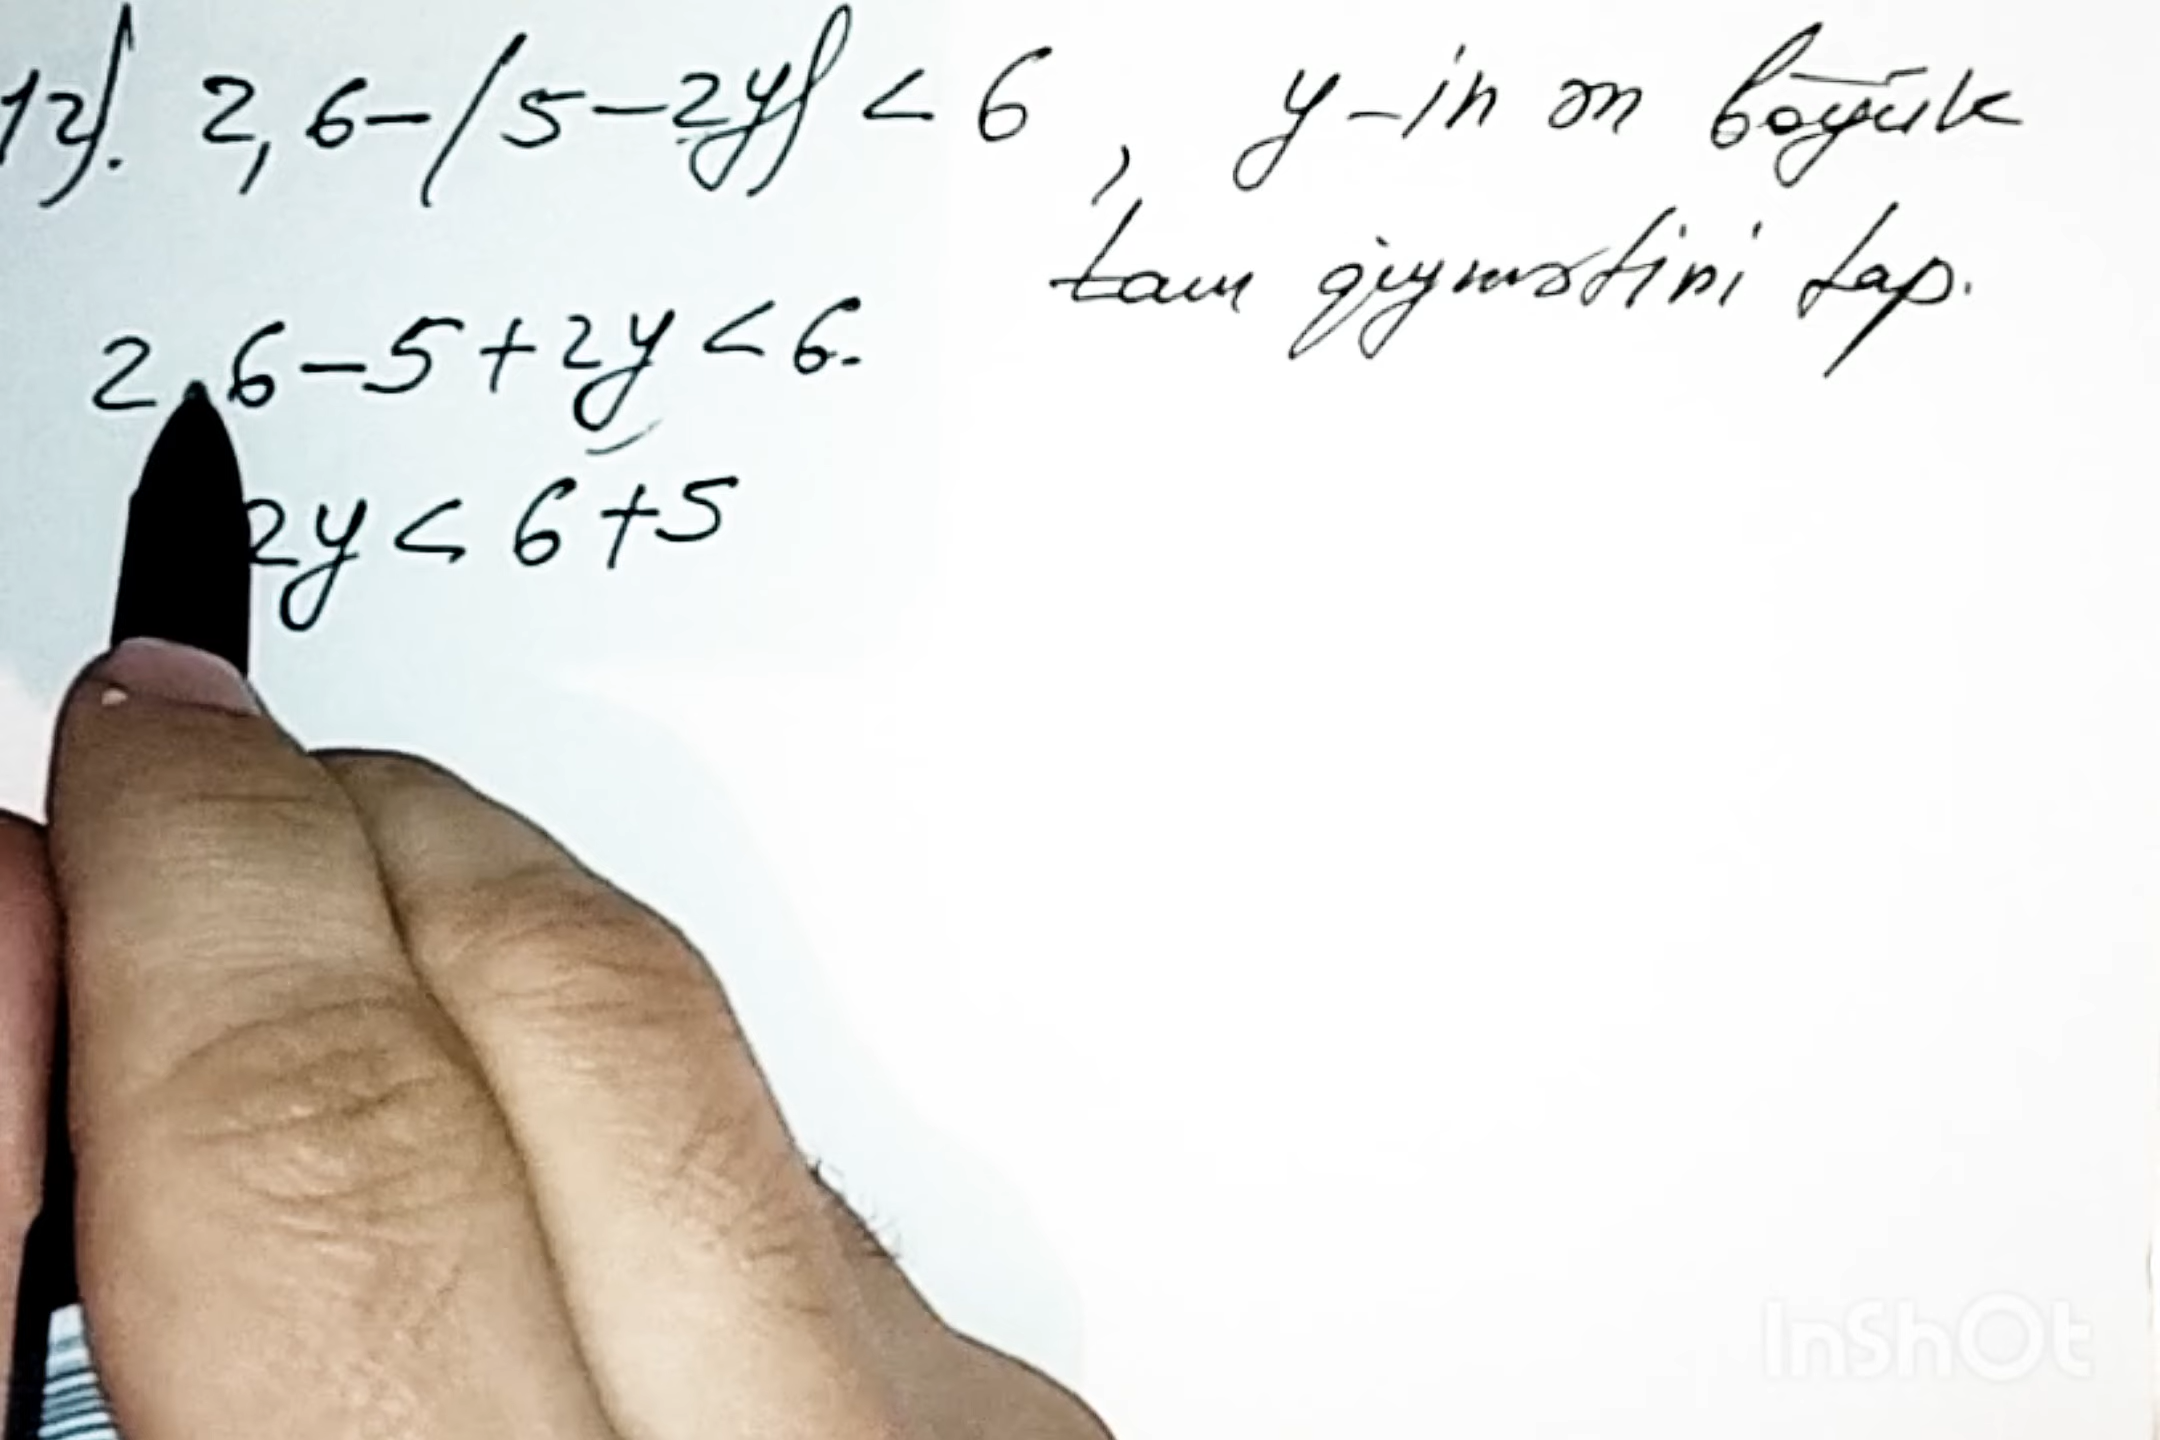 12). 2,6-(5-2y) < 6, y-in ən böyük
tam qiymətini tap.
2,6-5+2y<6.
2y < 6+5
InShOt